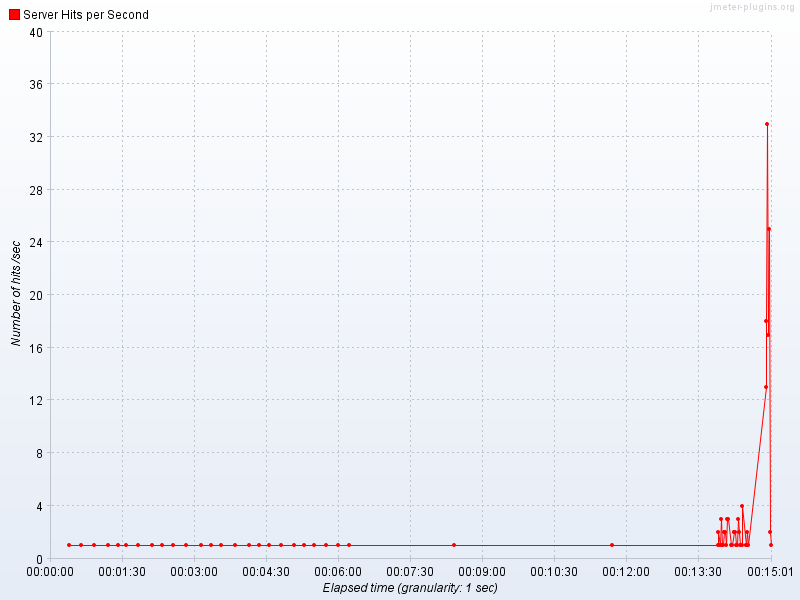 jmeter-plugins.org
Server Hits per Second
40
36
32
28
24
20
16
12
8
4
0
Number of hits /sec
00:00:00 00:01:30 00:03:00 00:04:30 00:06:00 00:07:30 00:09:00 00:10:30 00:12:00 00:13:30 00:15:01
Elapsed time (granularity: 1 sec)